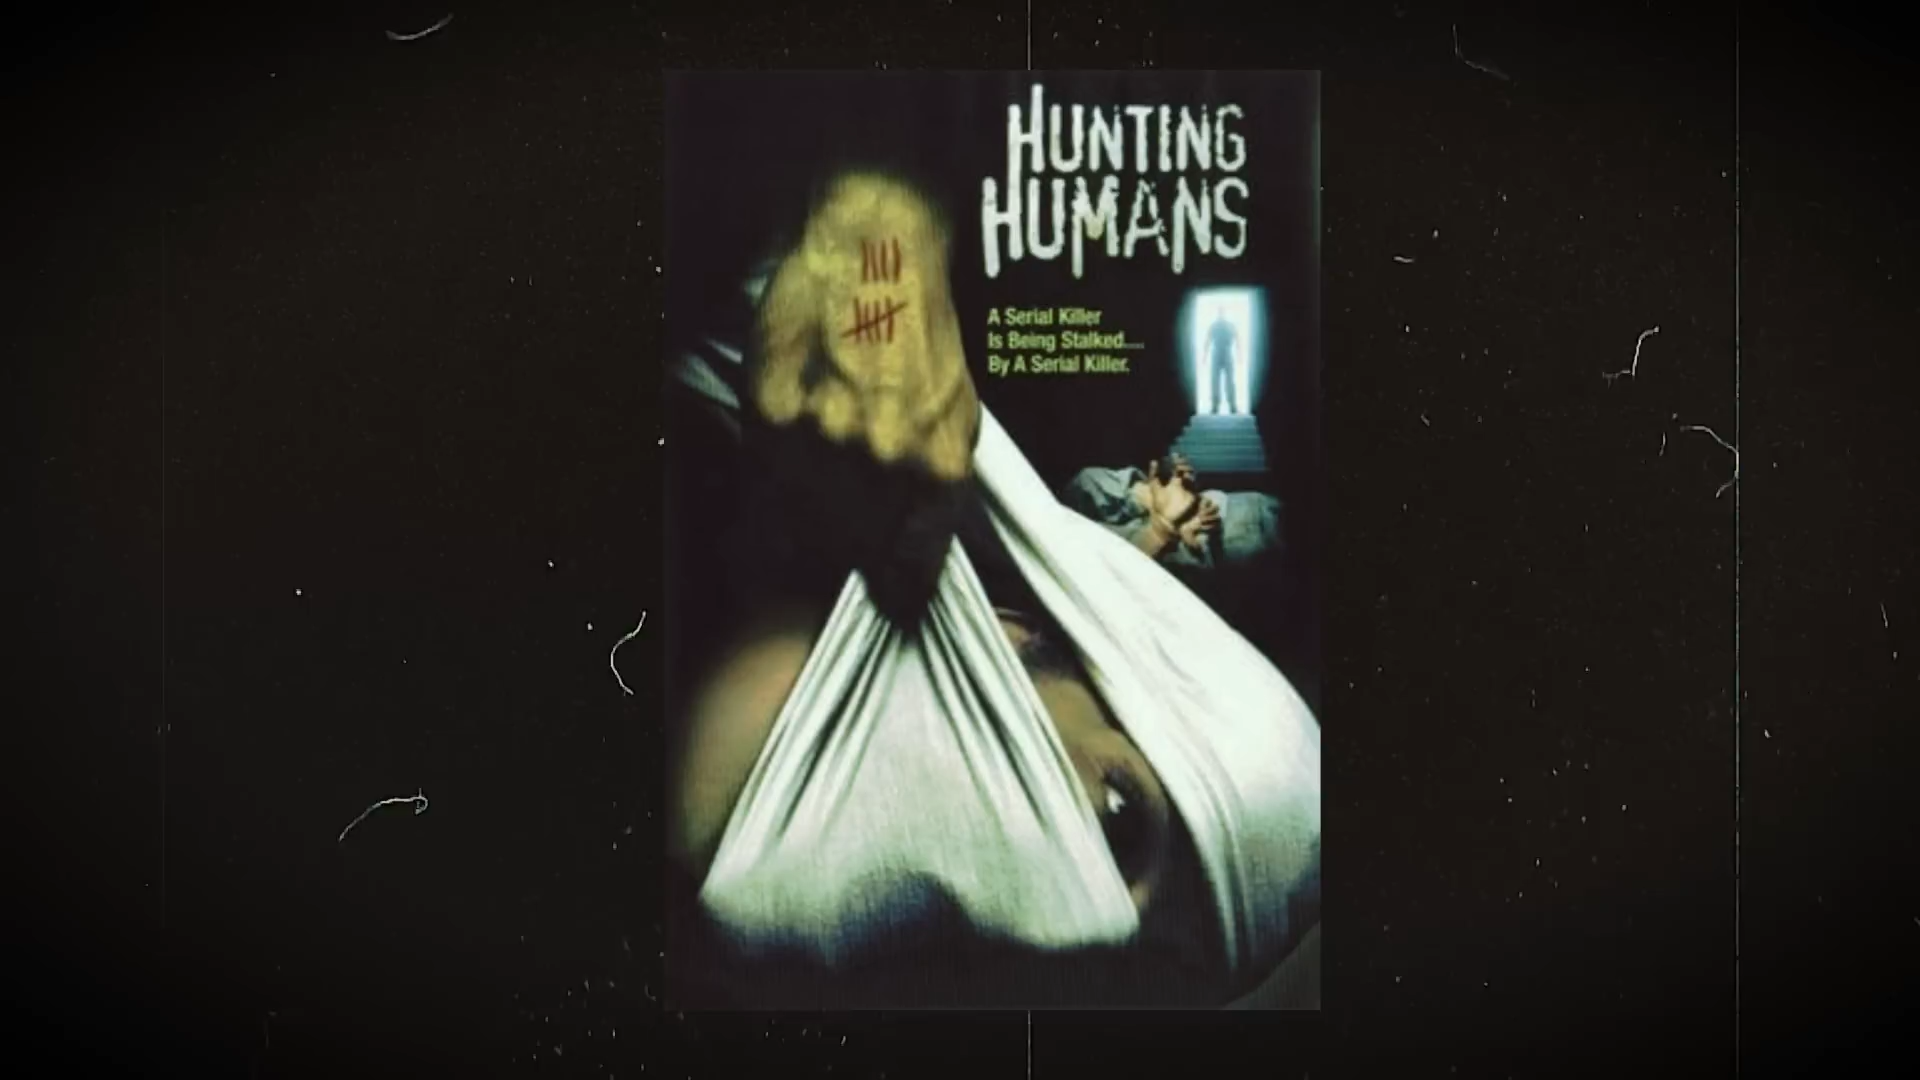 HUNTING
HUMANS
A Serial Killer
Is Being Stalked....
By A Serial Killer.